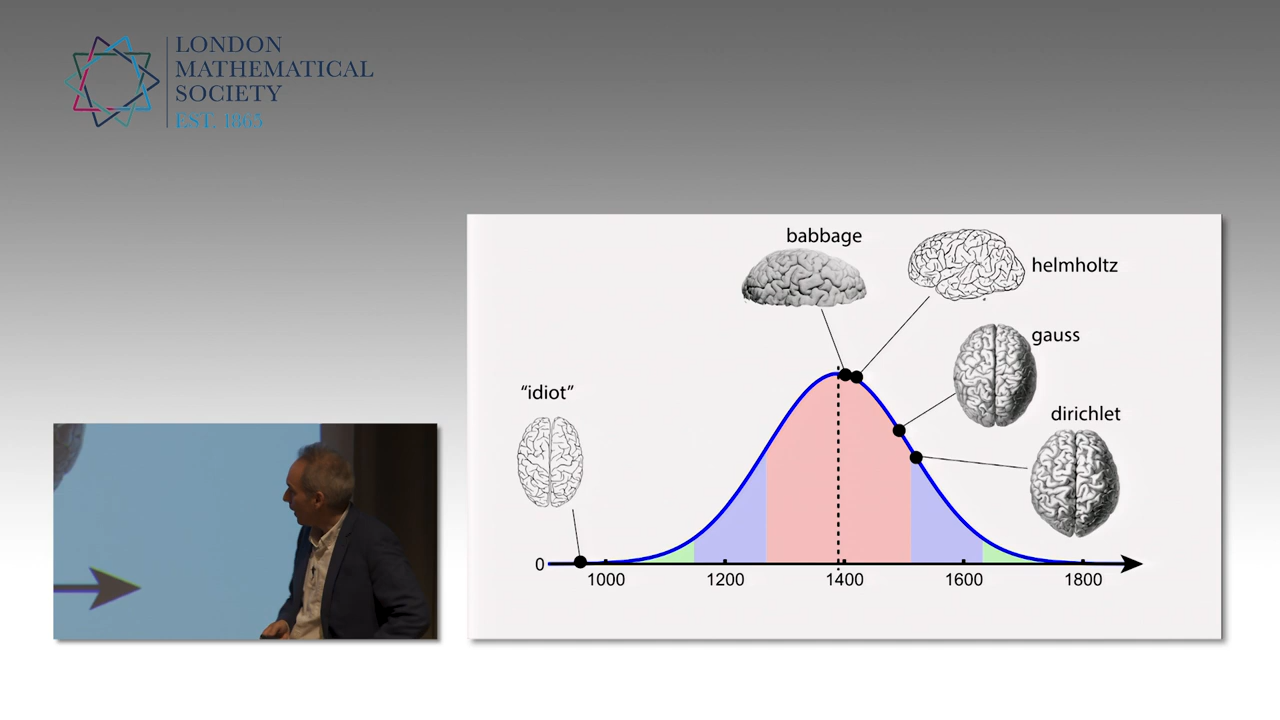 LONDON
MATHEMATICAL
SOCIETY
EST. 1865
babbage
helmholtz
gauss
dirichlet
“idiot”
0
1000 1200 1400 1600 1800